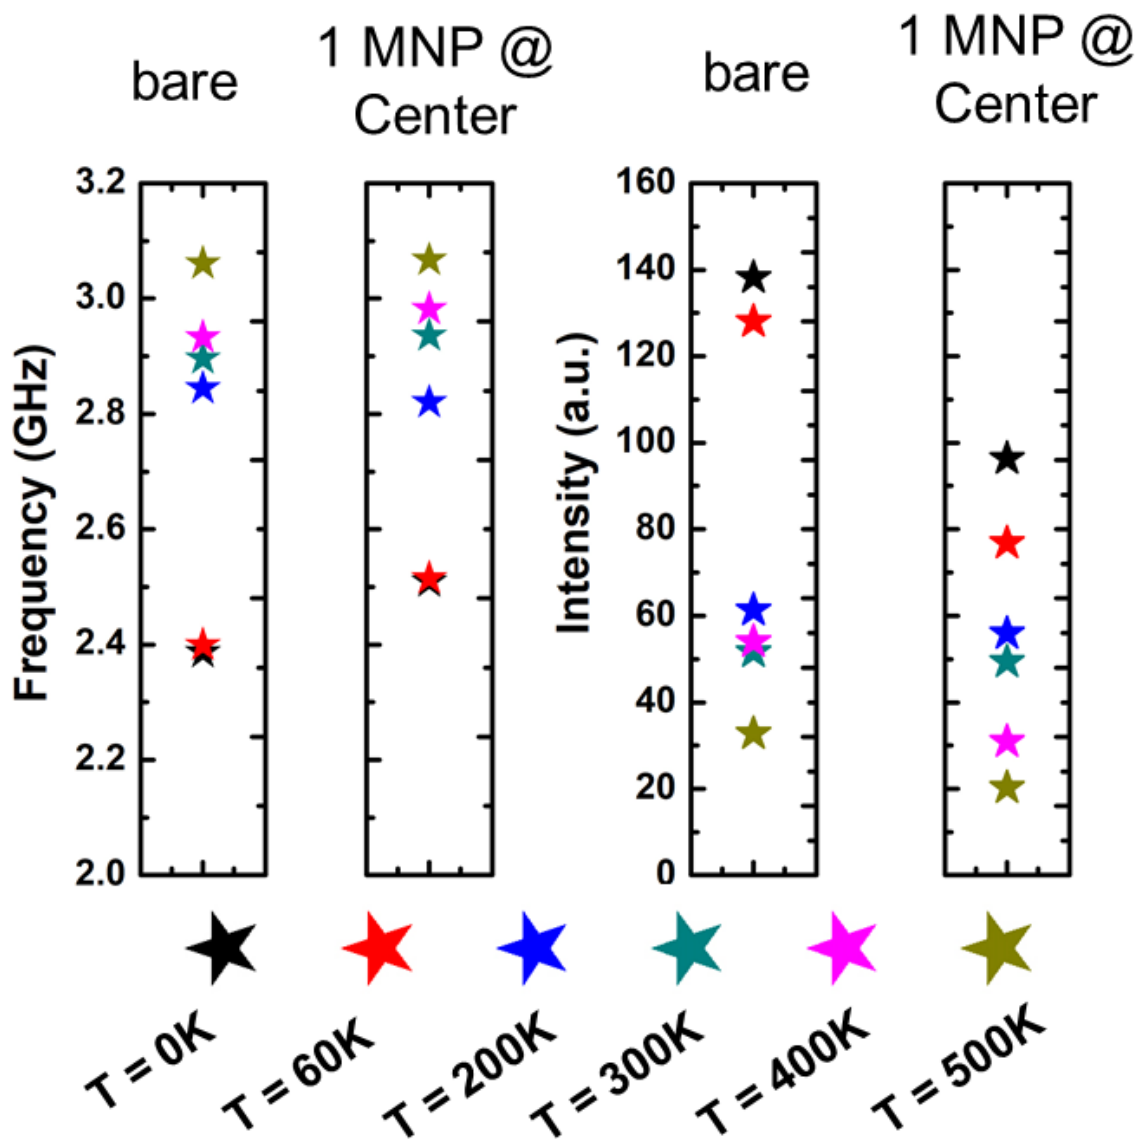 bare
1 MNP @
Center
bare
1 MNP @
Center
Frequency (GHz)
3.2
3.0
2.8
2.6
2.4
2.2
2.0
Intensity (a.u.)
160
140
120
100
80
60
40
20
0
T = 0K
T = 60K
T = 200K
T = 300K
T = 400K
T = 500K